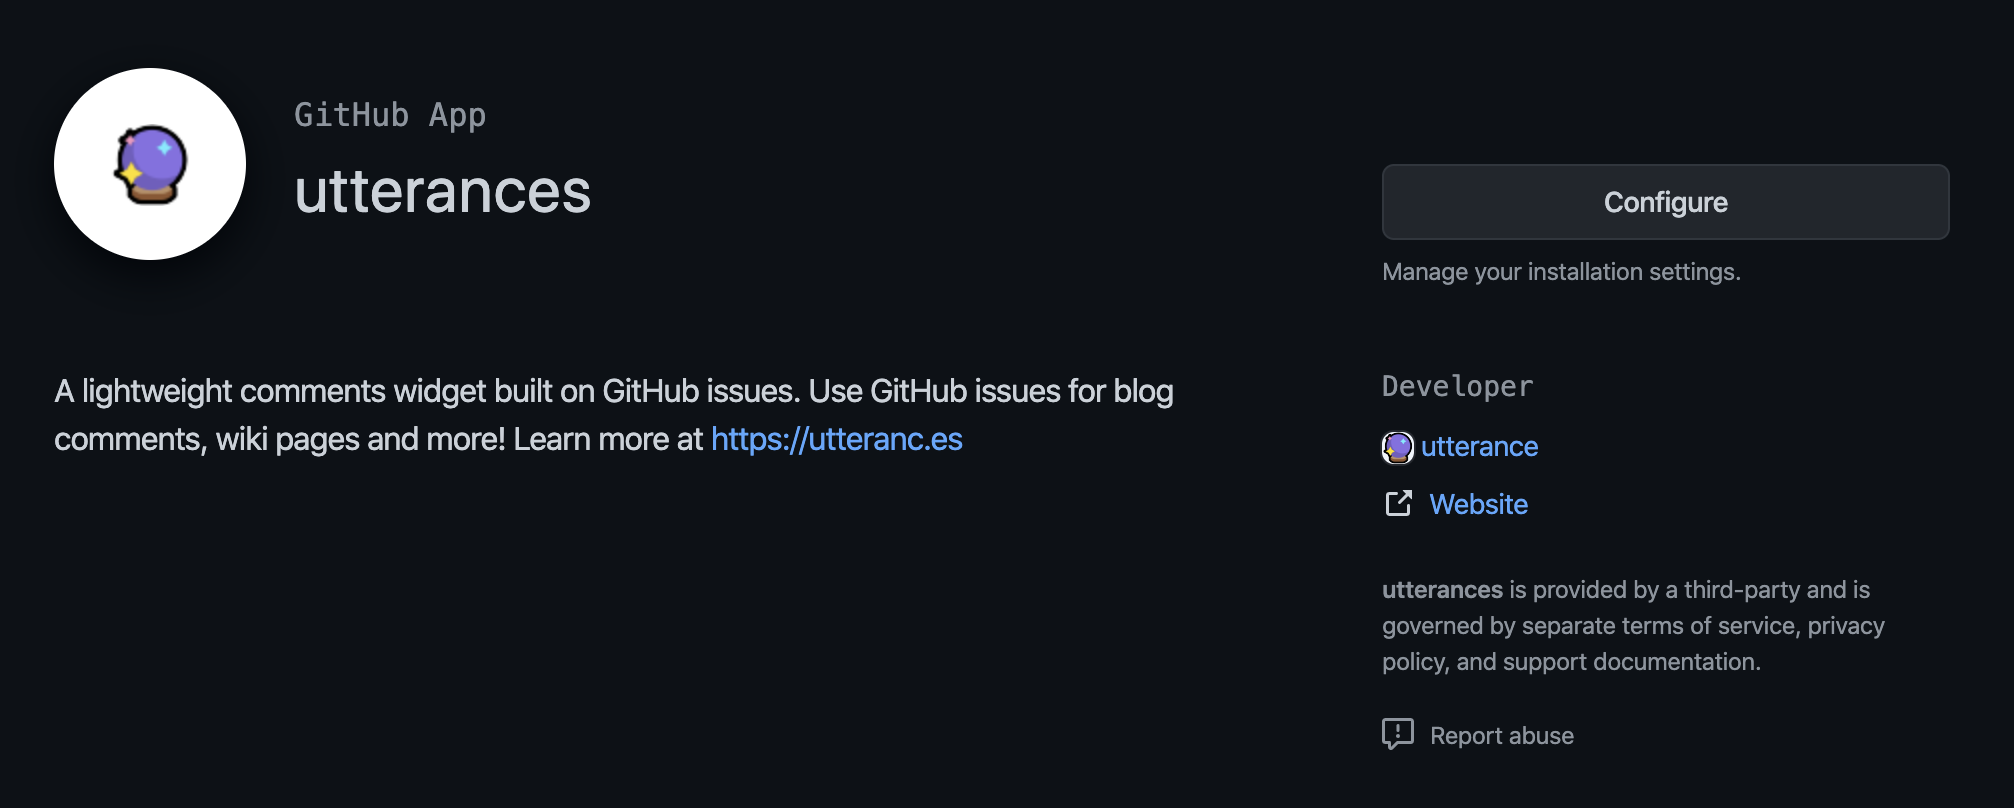 GitHub App
utterances
A lightweight comments widget built on GitHub issues. Use GitHub issues for blog
comments, wiki pages and more! Learn more at https://utteranc.es
Configure
Manage your installation settings.
Developer
utterance
Website
utterances is provided by a third-party and is
governed by separate terms of service, privacy
policy, and support documentation.
Report abuse